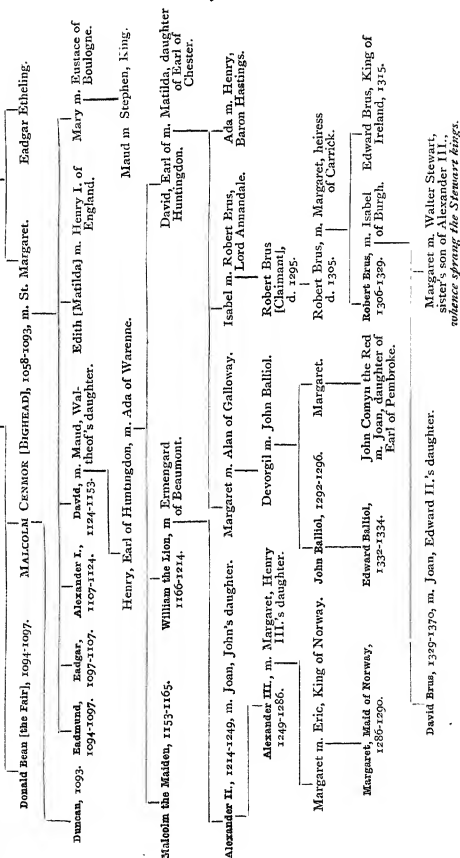 Donald Bean [the Fair], 1094-1097.
MALCOLM CENMOR [BIGHEAD], 1058-1093, m. St. Margaret.
Eadgar Etheling.
Duncan, 1093.
Eadmund,
1094-1097.
Eadgar,
1097-1107.
Alexander I.,
1107-1124.
David, m. Maud, Wal-
1124-1153. theof's daughter.
Edith [Matilda] m. Henry I. of
England.
Mary m. Eustace of
Boulogne.
Henry, Earl of Huntingdon, m. Ada of Warenne.
Maud m Stephen, King.
Malcolm the Maiden, 1153-1165.
William the Lion, m Ermengard
1166-1214. of Beaumont.
David, Earl of m. Matilda, daughter
Huntingdon. of Earl of
Chester.
Alexander II., 1214-1249, m. Joan, John's daughter.
Margaret m. Alan of Galloway.
Isabel m. Robert Brus,
Lord Annandale.
Ada m. Henry,
Baron Hastings.
Alexander III., m. Margaret, Henry
1249-1286. III.'s daughter.
Devorgil m. John Balliol.
Robert Brus
[Claimant],
d. 1295.
Margaret m. Eric, King of Norway.
John Balliol, 1292-1296.
Margaret.
Robert Brus, m. Margaret, heiress
d. 1305. of Carrick.
Margaret, Maid of Norway,
1286-1290.
Edward Balliol,
1332-1334.
John Comyn the Red
m. Joan, daughter of
Earl of Pembroke.
Robert Brus, m. Isabel
1306-1329. of Burgh.
Edward Brus, King of
Ireland, 1315.
David Brus, 1329-1370, m. Joan, Edward II.'s daughter.
Margaret m. Walter Stewart,
sister's son of Alexander III.,
whence sprang the Stewart kings.